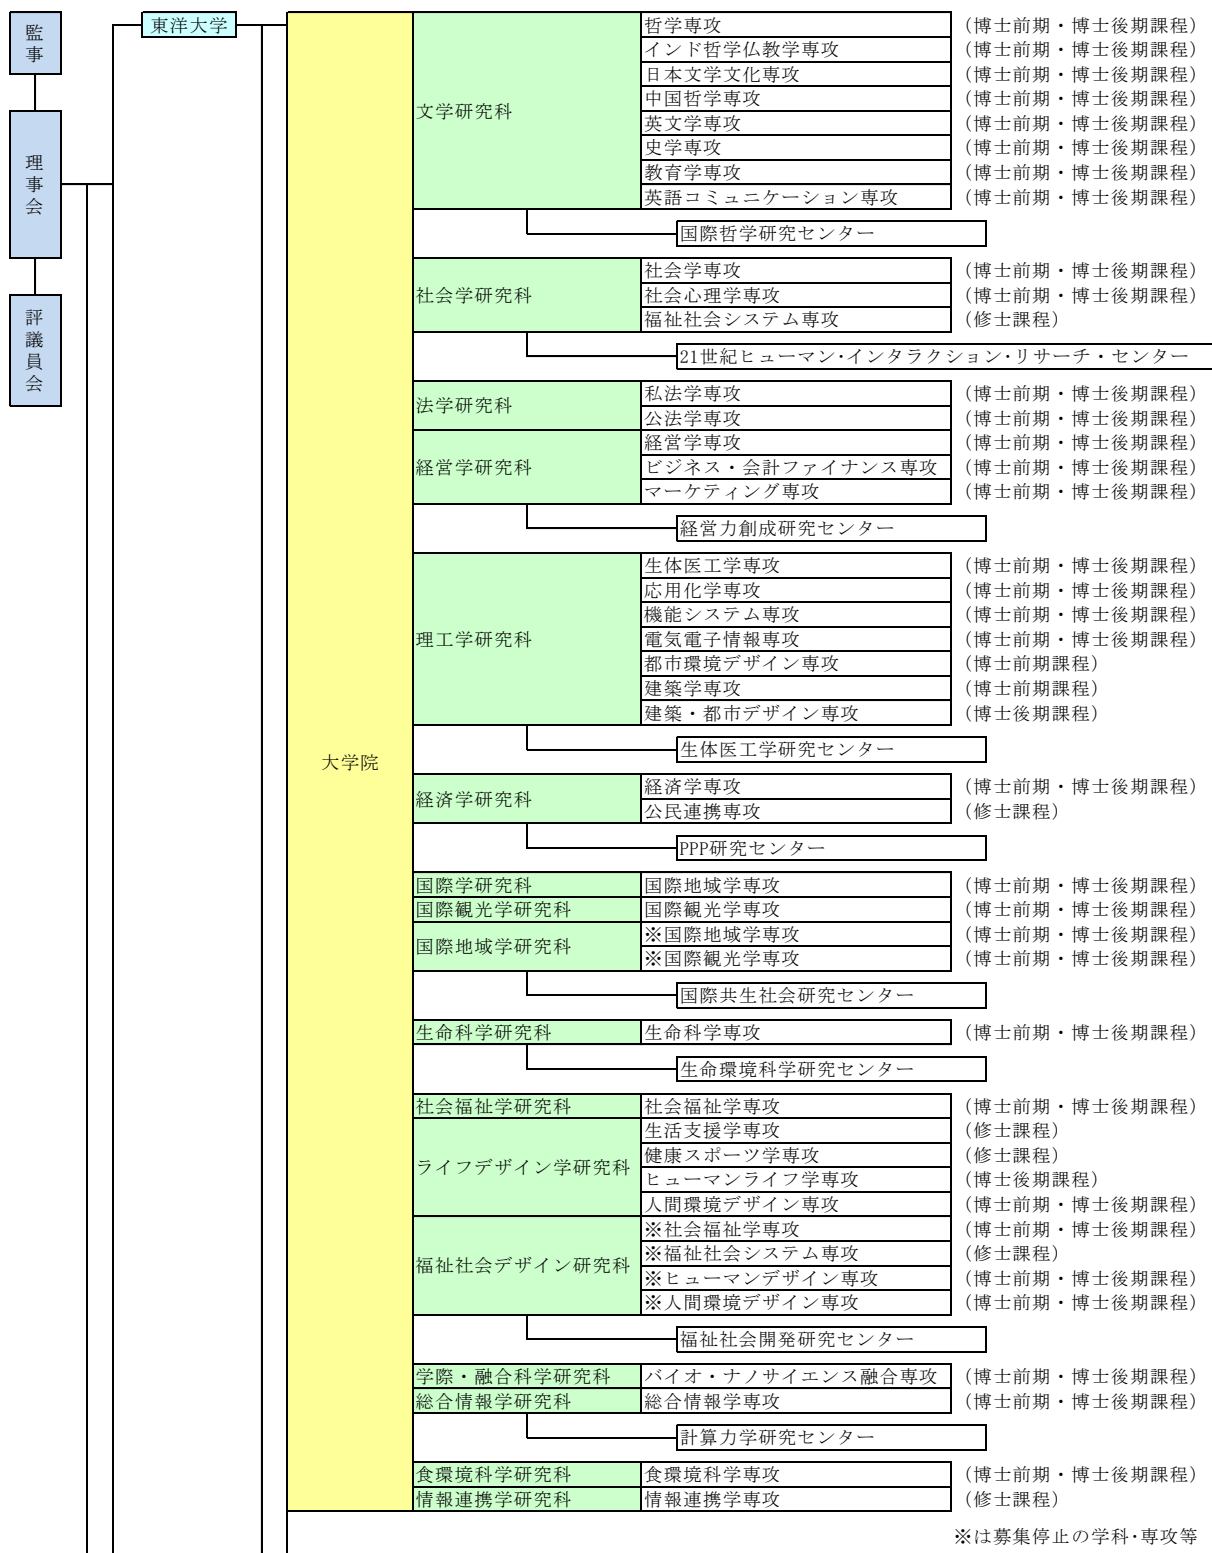 監事
理事会
評議員会
東洋大学
大学院
文学研究科
哲学専攻 (博士前期・博士後期課程)
インド哲学仏教学専攻 (博士前期・博士後期課程)
日本文学文化専攻 (博士前期・博士後期課程)
中国哲学専攻 (博士前期・博士後期課程)
英文学専攻 (博士前期・博士後期課程)
史学専攻 (博士前期・博士後期課程)
教育学専攻 (博士前期・博士後期課程)
英語コミュニケーション専攻 (博士前期・博士後期課程)
国際哲学研究センター
社会学研究科
社会学専攻 (博士前期・博士後期課程)
社会心理学専攻 (博士前期・博士後期課程)
福祉社会システム専攻 (修士課程)
21世紀ヒューマン・インタラクション・リサーチ・センター
法学研究科
私法学専攻 (博士前期・博士後期課程)
公法学専攻 (博士前期・博士後期課程)
経営学研究科
経営学専攻 (博士前期・博士後期課程)
ビジネス・会計ファイナンス専攻 (博士前期・博士後期課程)
マーケティング専攻 (博士前期・博士後期課程)
経営力創成研究センター
理工学研究科
生体医工学専攻 (博士前期・博士後期課程)
応用化学専攻 (博士前期・博士後期課程)
機能システム専攻 (博士前期・博士後期課程)
電気電子情報専攻 (博士前期・博士後期課程)
都市環境デザイン専攻 (博士前期課程)
建築学専攻 (博士前期課程)
建築・都市デザイン専攻 (博士後期課程)
生体医工学研究センター
経済学研究科
経済学専攻 (博士前期・博士後期課程)
公民連携専攻 (修士課程)
PPP研究センター
国際学研究科 国際地域学専攻 (博士前期・博士後期課程)
国際観光学研究科 国際観光学専攻 (博士前期・博士後期課程)
国際地域学研究科
※国際地域学専攻 (博士前期・博士後期課程)
※国際観光学専攻 (博士前期・博士後期課程)
国際共生社会研究センター
生命科学研究科 生命科学専攻 (博士前期・博士後期課程)
生命環境科学研究センター
社会福祉学研究科 社会福祉学専攻 (博士前期・博士後期課程)
ライフデザイン学研究科
生活支援学専攻 (修士課程)
健康スポーツ学専攻 (修士課程)
ヒューマンライフ学専攻 (博士後期課程)
人間環境デザイン専攻 (博士前期・博士後期課程)
福祉社会デザイン研究科
※社会福祉学専攻 (博士前期・博士後期課程)
※福祉社会システム専攻 (修士課程)
※ヒューマンデザイン専攻 (博士前期・博士後期課程)
※人間環境デザイン専攻 (博士前期・博士後期課程)
福祉社会開発研究センター
学際・融合科学研究科 バイオ・ナノサイエンス融合専攻 (博士前期・博士後期課程)
総合情報学研究科 総合情報学専攻 (博士前期・博士後期課程)
計算力学研究センター
食環境科学研究科 食環境科学専攻 (博士前期・博士後期課程)
情報連携学研究科 情報連携学専攻 (修士課程)
※は募集停止の学科・専攻等